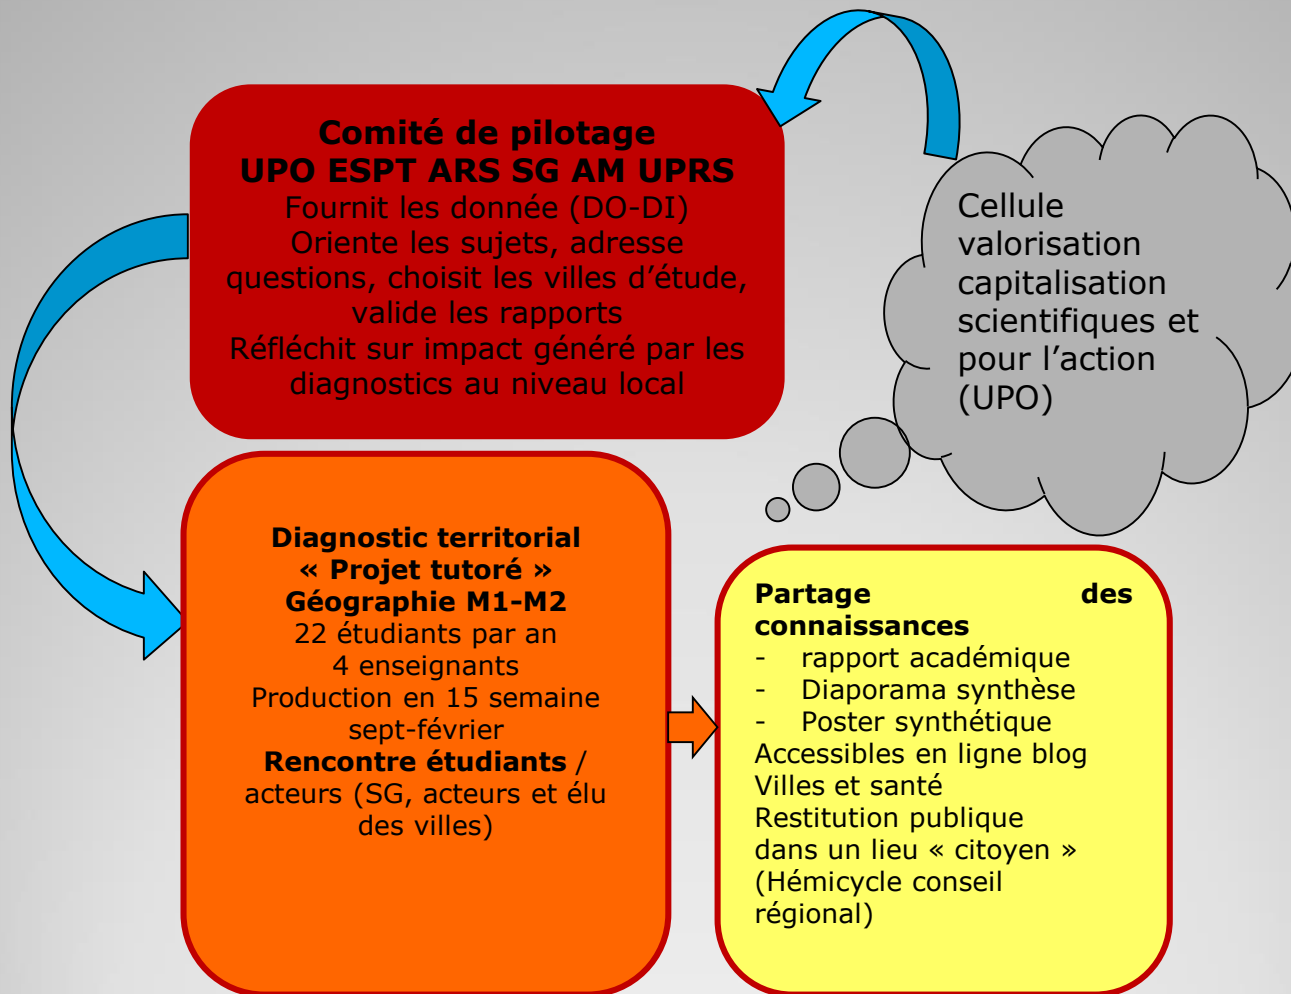 Comité de pilotage
UPO ESPT ARS SG AM UPRS
Fournit les donnée (DO-DI)
Oriente les sujets, adresse
questions, choisit les villes d’étude,
valide les rapports
Réfléchit sur impact généré par les
diagnostics au niveau local
Cellule
valorisation
capitalisation
scientifiques et
pour l’action
(UPO)
Diagnostic territorial
« Projet tutoré »
Géographie M1-M2
22 étudiants par an
4 enseignants
Production en 15 semaine
sept-février
Rencontre étudiants /
acteurs (SG, acteurs et élu
des villes)
Partage des
connaissances
- rapport académique
- Diaporama synthèse
- Poster synthétique
Accessibles en ligne blog
Villes et santé
Restitution publique
dans un lieu « citoyen »
(Hémicycle conseil
régional)